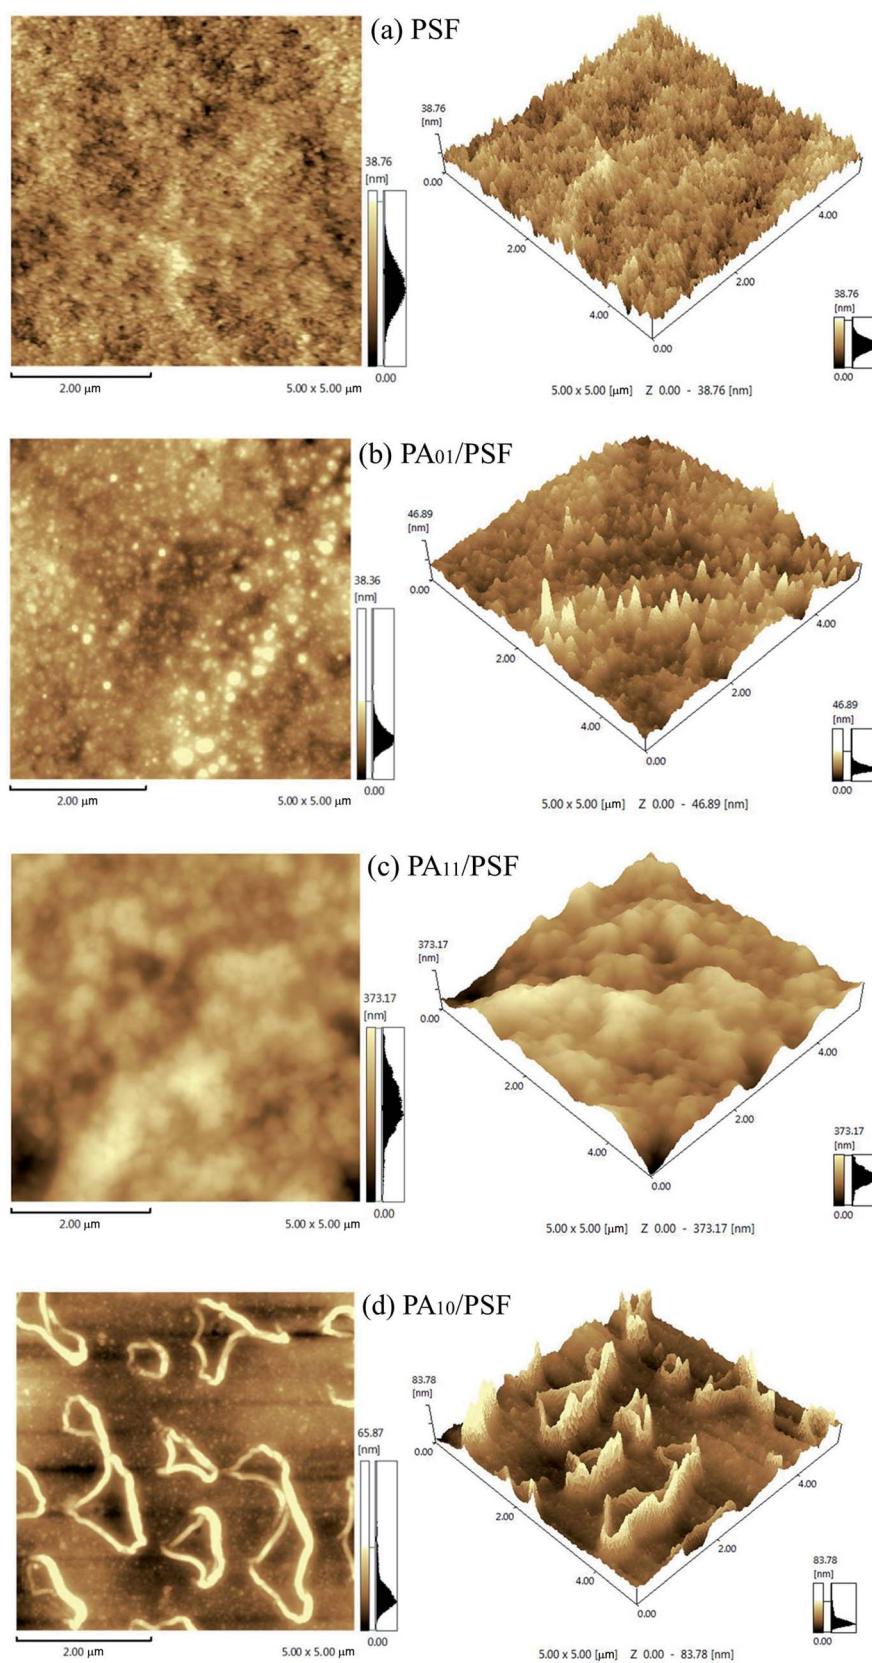 (a) PSF
38.76
[nm]
0.00
2.00 μm
5.00 x 5.00 μm
38.76
[nm]
0.00
2.00
4.00
0.00
2.00
4.00
38.76
[nm]
0.00
5.00 x 5.00 [μm] Z 0.00 - 38.76 [nm]
(b) PA01/PSF
38.36
[nm]
0.00
2.00 μm
5.00 x 5.00 μm
46.89
[nm]
0.00
2.00
4.00
0.00
2.00
4.00
46.89
[nm]
0.00
5.00 x 5.00 [μm] Z 0.00 - 46.89 [nm]
(c) PA11/PSF
373.17
[nm]
0.00
2.00 μm
5.00 x 5.00 μm
373.17
[nm]
0.00
2.00
4.00
0.00
2.00
4.00
373.17
[nm]
0.00
5.00 x 5.00 [μm] Z 0.00 - 373.17 [nm]
(d) PA10/PSF
65.87
[nm]
0.00
2.00 μm
5.00 x 5.00 μm
83.78
[nm]
0.00
2.00
4.00
0.00
2.00
4.00
83.78
[nm]
0.00
5.00 x 5.00 [μm] Z 0.00 - 83.78 [nm]